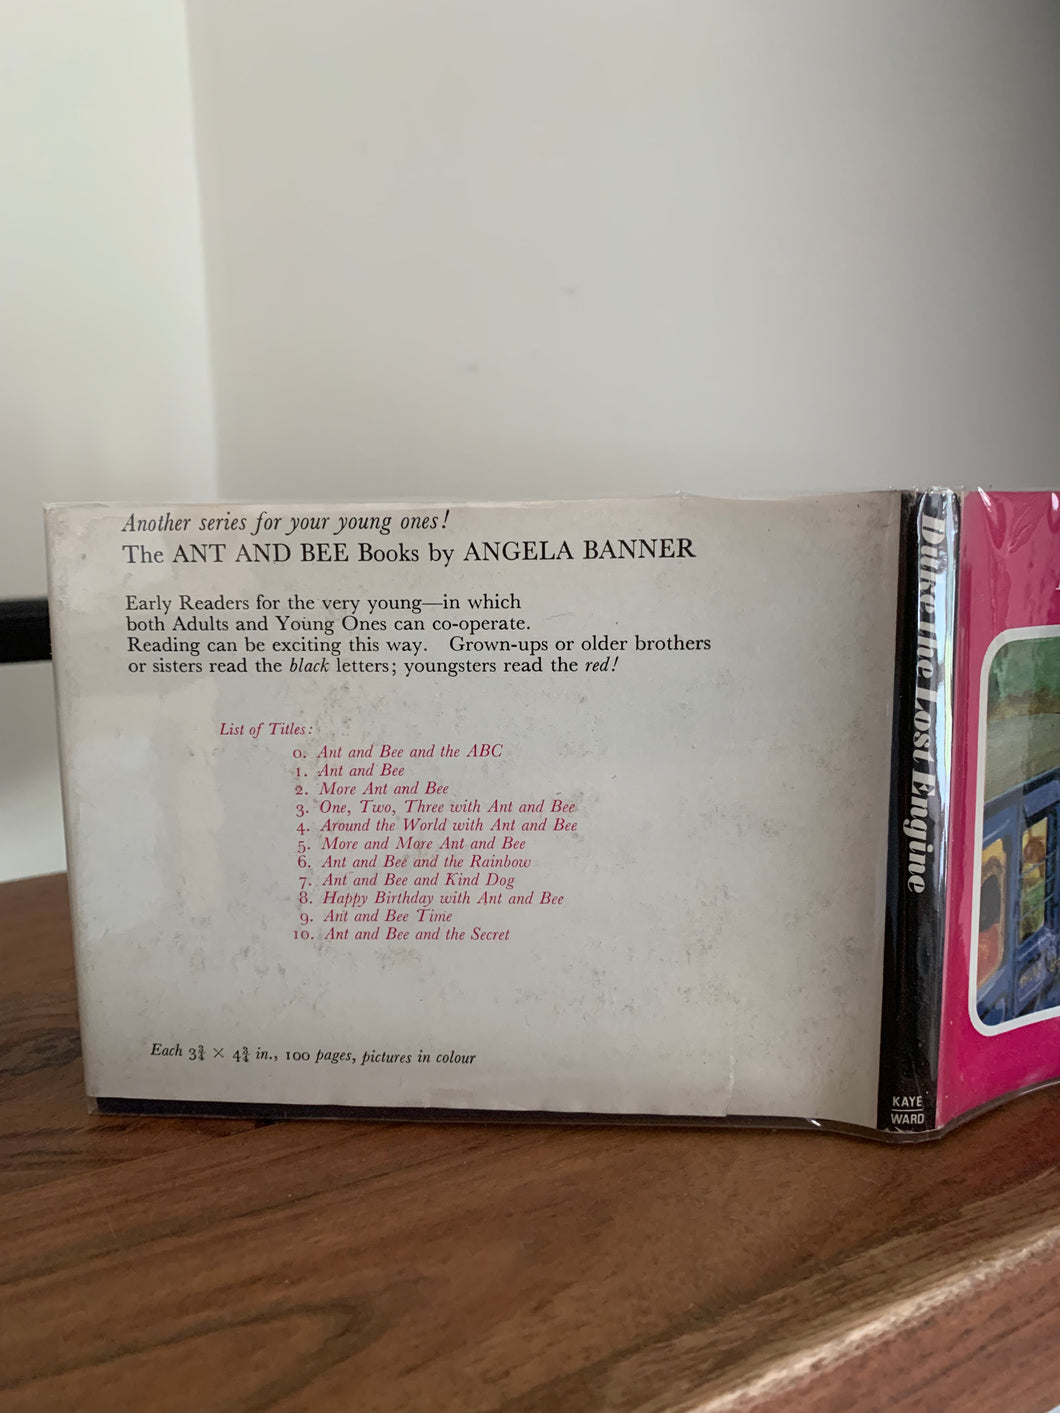 Another series for your young ones!
The ANT AND BEE Books by ANGELA BANNER
Early Readers for the very young—in which
both Adults and Young Ones can co-operate.
Reading can be exciting this way. Grown-ups or older brothers
or sisters read the black letters; youngsters read the red!
List of Titles:
0. Ant and Bee and the ABC
1. Ant and Bee
2. More Ant and Bee
3. One, Two, Three with Ant and Bee
4. Around the World with Ant and Bee
5. More and More Ant and Bee
6. Ant and Bee and the Rainbow
7. Ant and Bee and Kind Dog
8. Happy Birthday with Ant and Bee
9. Ant and Bee Time
10. Ant and Bee and the Secret
Each 3¾ × 4¾ in., 100 pages, pictures in colour
Duke the Lost Engine
KAYE
WARD